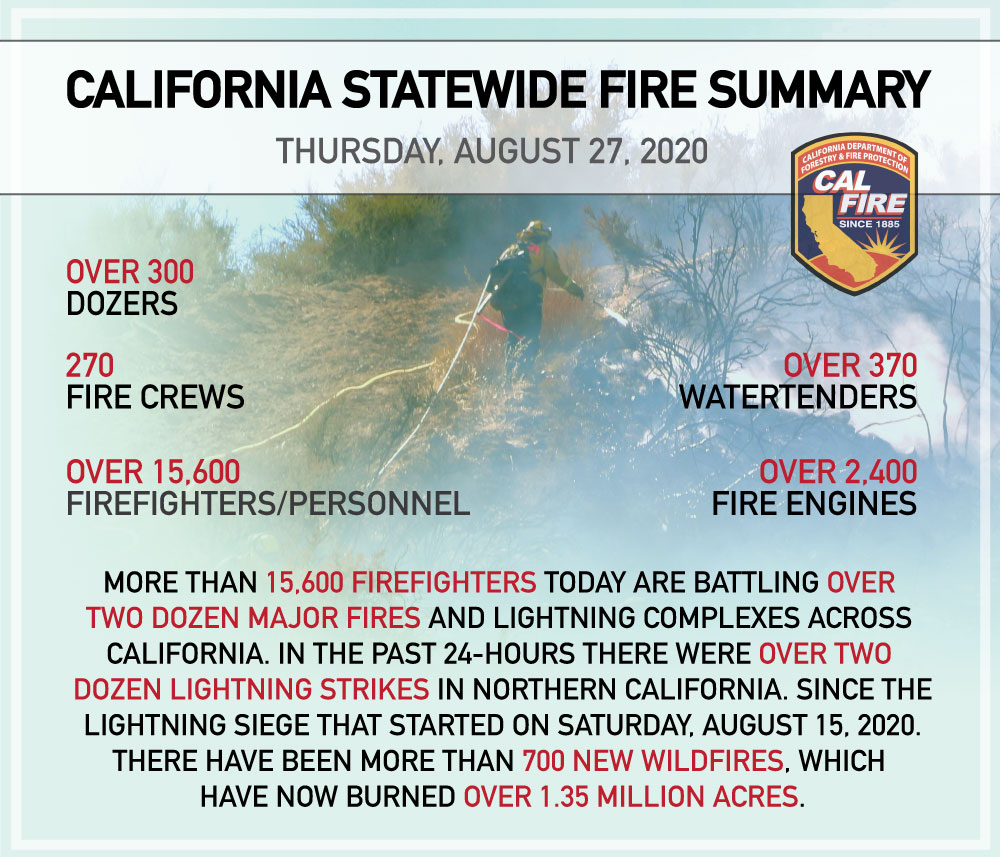 CALIFORNIA STATEWIDE FIRE SUMMARY
THURSDAY, AUGUST 27, 2020
CALIFORNIA DEPARTMENT OF
FORESTRY & FIRE PROTECTION
CAL
FIRE
SINCE 1885
OVER 300
DOZERS
270
FIRE CREWS
OVER 370
WATERTENDERS
OVER 15,600
FIREFIGHTERS/PERSONNEL
OVER 2,400
FIRE ENGINES
MORE THAN 15,600 FIREFIGHTERS TODAY ARE BATTLING OVER
TWO DOZEN MAJOR FIRES AND LIGHTNING COMPLEXES ACROSS
CALIFORNIA. IN THE PAST 24-HOURS THERE WERE OVER TWO
DOZEN LIGHTNING STRIKES IN NORTHERN CALIFORNIA. SINCE THE
LIGHTNING SIEGE THAT STARTED ON SATURDAY, AUGUST 15, 2020.
THERE HAVE BEEN MORE THAN 700 NEW WILDFIRES, WHICH
HAVE NOW BURNED OVER 1.35 MILLION ACRES.